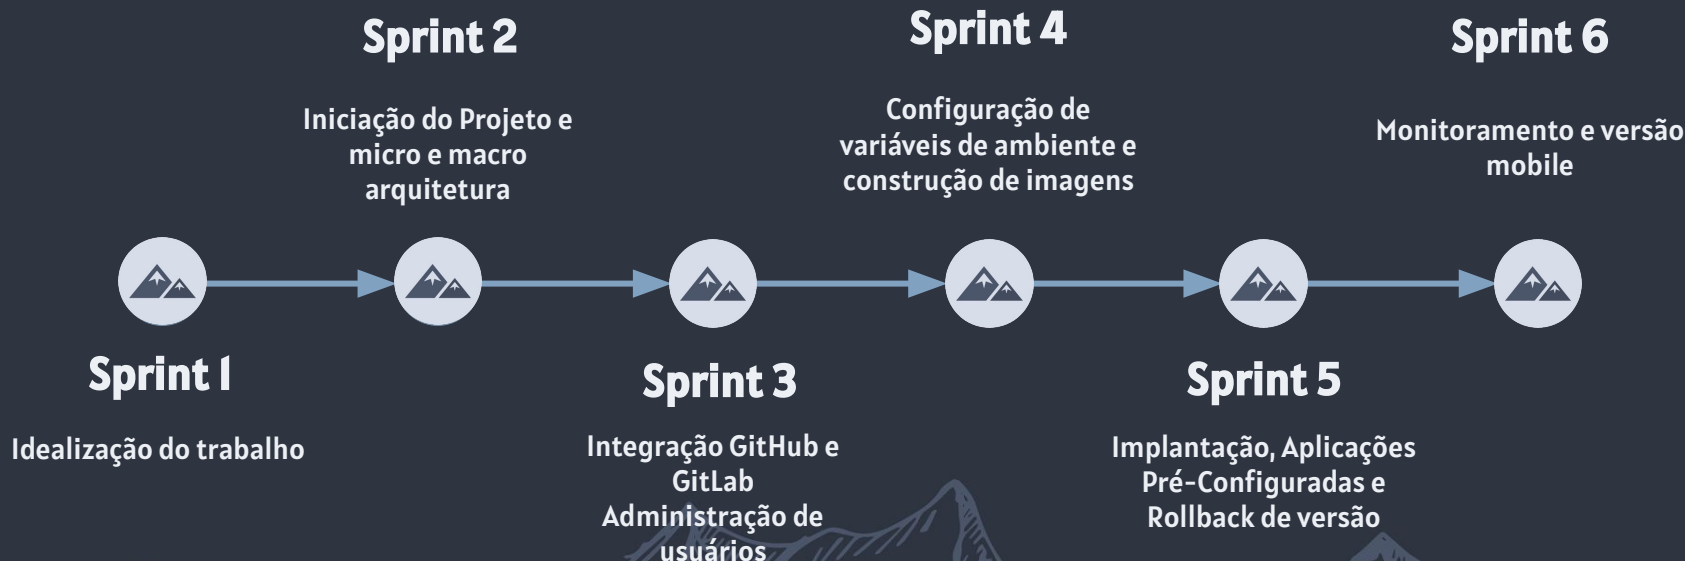 Sprint 1
Idealização do trabalho
Sprint 2
Iniciação do Projeto e
micro e macro
arquitetura
Sprint 3
Integração GitHub e
GitLab
Administração de
usuários
Sprint 4
Configuração de
variáveis de ambiente e
construção de imagens
Sprint 5
Implantação, Aplicações
Pré-Configuradas e
Rollback de versão
Sprint 6
Monitoramento e versão
mobile